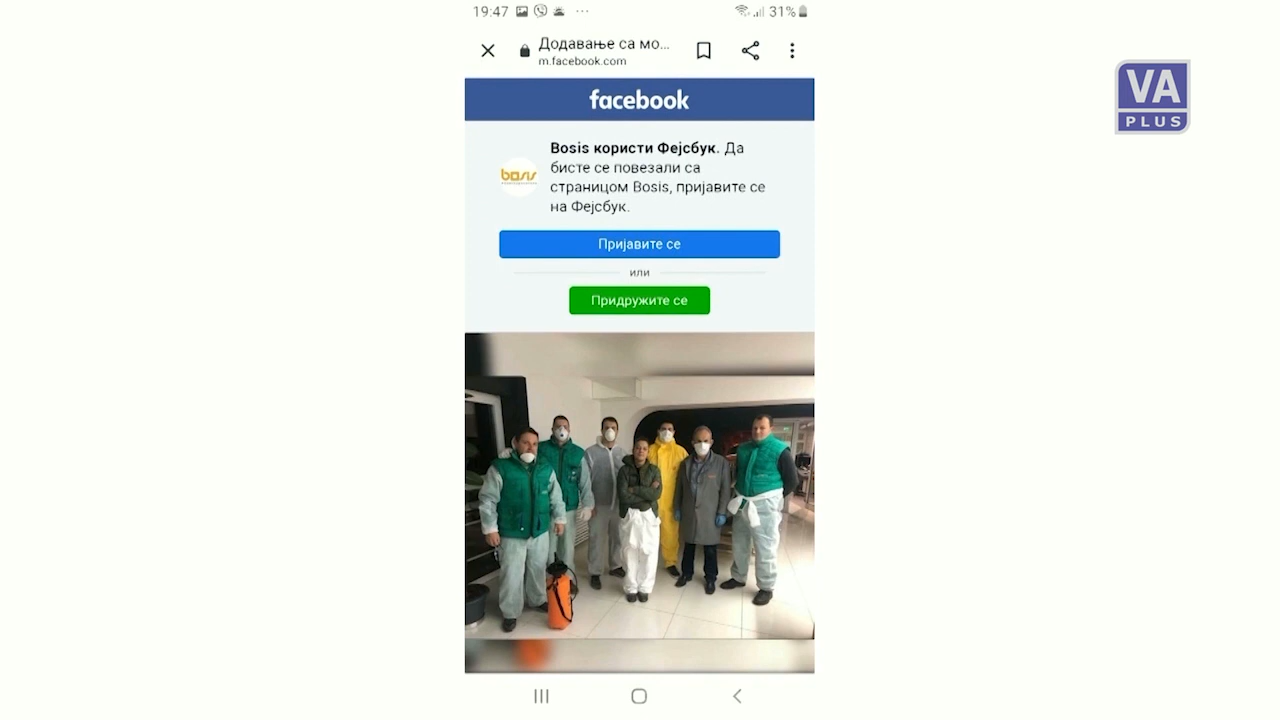 19:47
31%
Додавање са мо...
m.facebook.com
facebook
Bosis користи Фејсбук. Да
бисте се повезали са
страницом Bosis, пријавите се
на Фејсбук.
bosis
Пријавите се
или
Придружите се
VA
PLUS